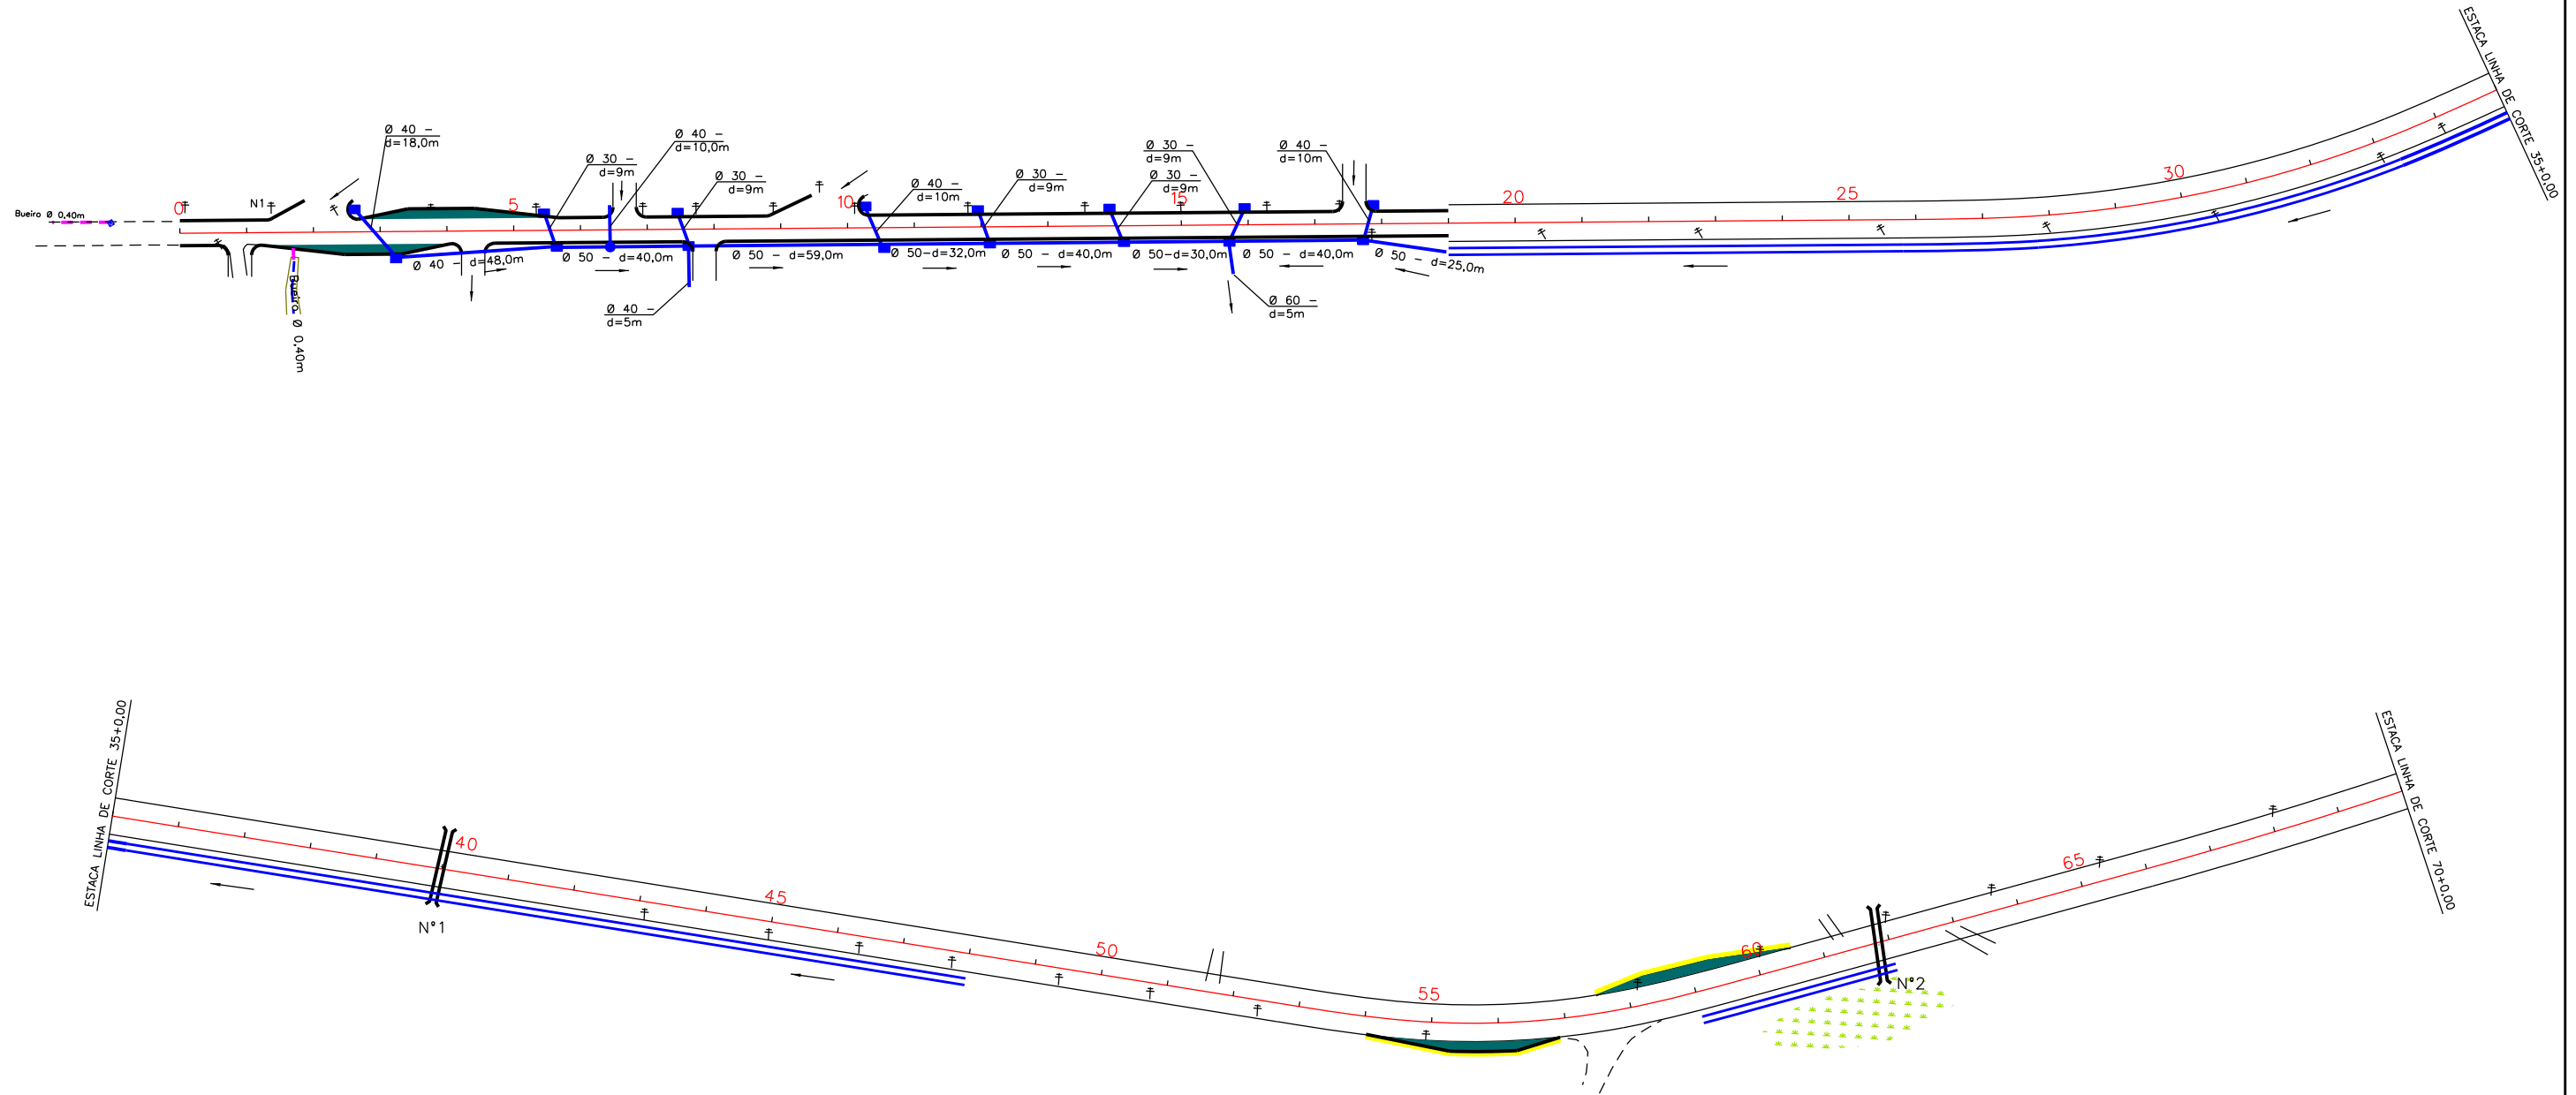 ESTACA LINHA DE CORTE 35+0,00
Ø 40 -
d=18,0m
Ø 40 -
d=10,0m
Ø 30 -
d=9m
Ø 30 -
d=9m
Ø 40 -
d=10m
Ø 30 -
d=9m
Ø 30 -
d=9m
Ø 30 -
d=9m
Ø 40 -
d=10m
Bueiro Ø 0,40m
0
N1
5
10
15
20
25
30
Ø 40 - d=48,0m
Ø 50 - d=40,0m
Ø 50 - d=59,0m
Ø 50-d=32,0m
Ø 50 - d=40,0m
Ø 50-d=30,0m
Ø 50 - d=40,0m
Ø 50 - d=25,0m
Bueiro Ø 0,40m
Ø 40 -
d=5m
Ø 60 -
d=5m
ESTACA LINHA DE CORTE 35+0,00
40
45
50
55
60
65
N°1
N°2
ESTACA LINHA DE CORTE 70+0,00